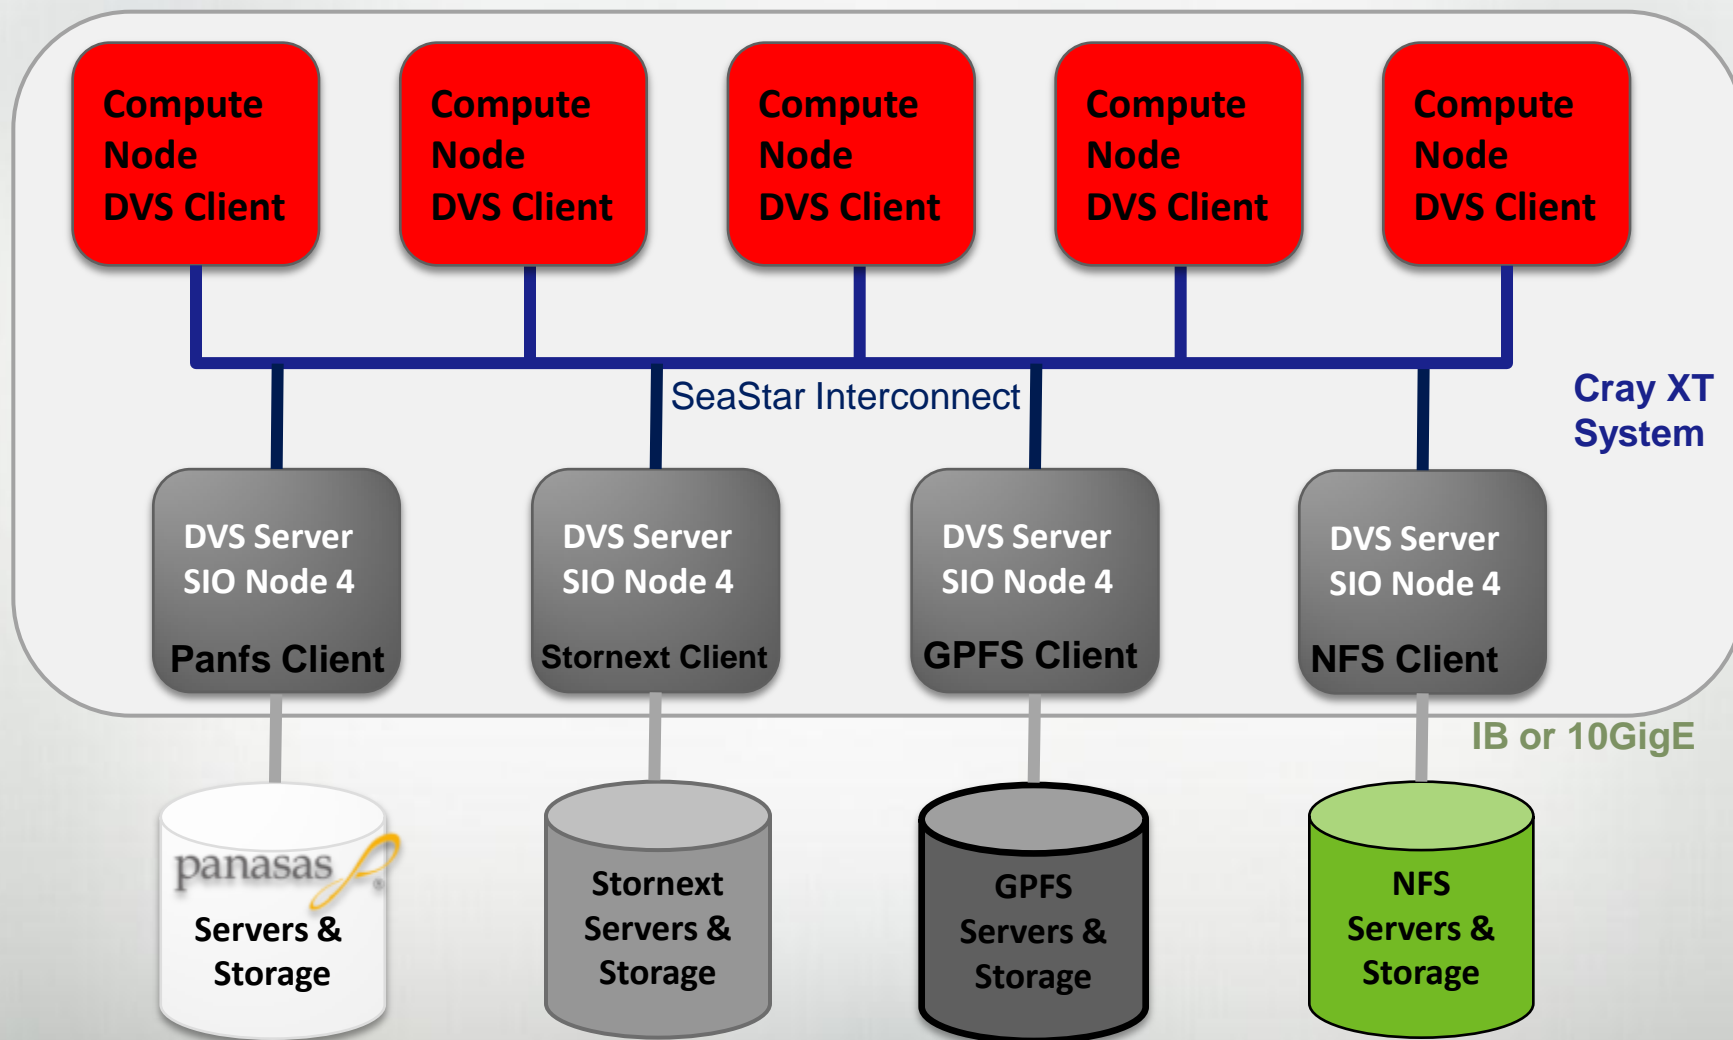 Compute
Node
DVS Client
Compute
Node
DVS Client
Compute
Node
DVS Client
Compute
Node
DVS Client
Compute
Node
DVS Client
SeaStar Interconnect
Cray XT
System
DVS Server
SIO Node 4
Panfs Client
DVS Server
SIO Node 4
Stornext Client
DVS Server
SIO Node 4
GPFS Client
DVS Server
SIO Node 4
NFS Client
IB or 10GigE
panasas®
Servers &
Storage
Stornext
Servers &
Storage
GPFS
Servers &
Storage
NFS
Servers &
Storage